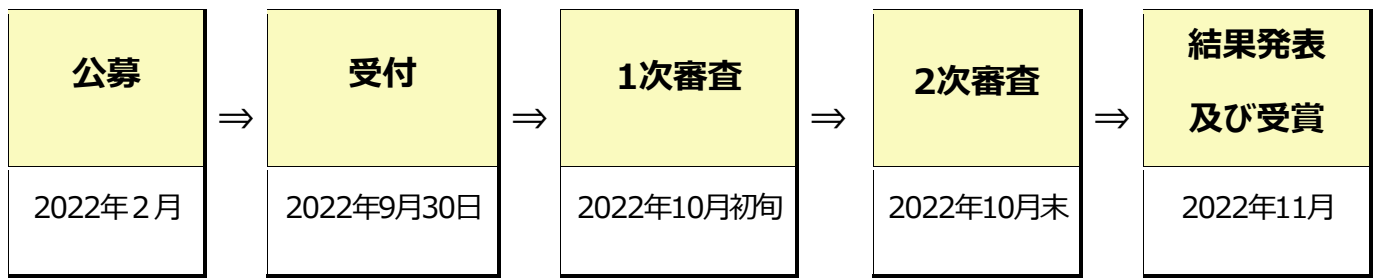 公募
⇒
受付
⇒
1次審査
⇒
2次審査
⇒
結果発表
及び受賞
2022年2月
2022年9月30日
2022年10月初旬
2022年10月末
2022年11月